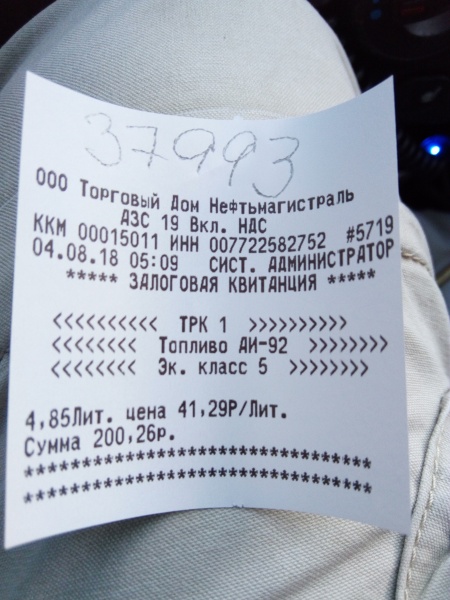 37993
ООО Торговый Дом Нефтьмагистраль
АЗС 19 Вкл. НДС
ККМ 00015011 ИНН 007722582752 #5719
04.08.18 05:09 СИСТ. АДМИНИСТРАТОР
***** ЗАЛОГОВАЯ КВИТАНЦИЯ *****
<<<<<<<<<< ТРК 1 >>>>>>>>>>
<<<<<<<< Топливо АИ-92 >>>>>>>>
<<<<<<<< Эк. класс 5 >>>>>>>>
4,85Лит. цена 41,29Р/Лит.
Сумма 200,26р.
**********************************
**********************************